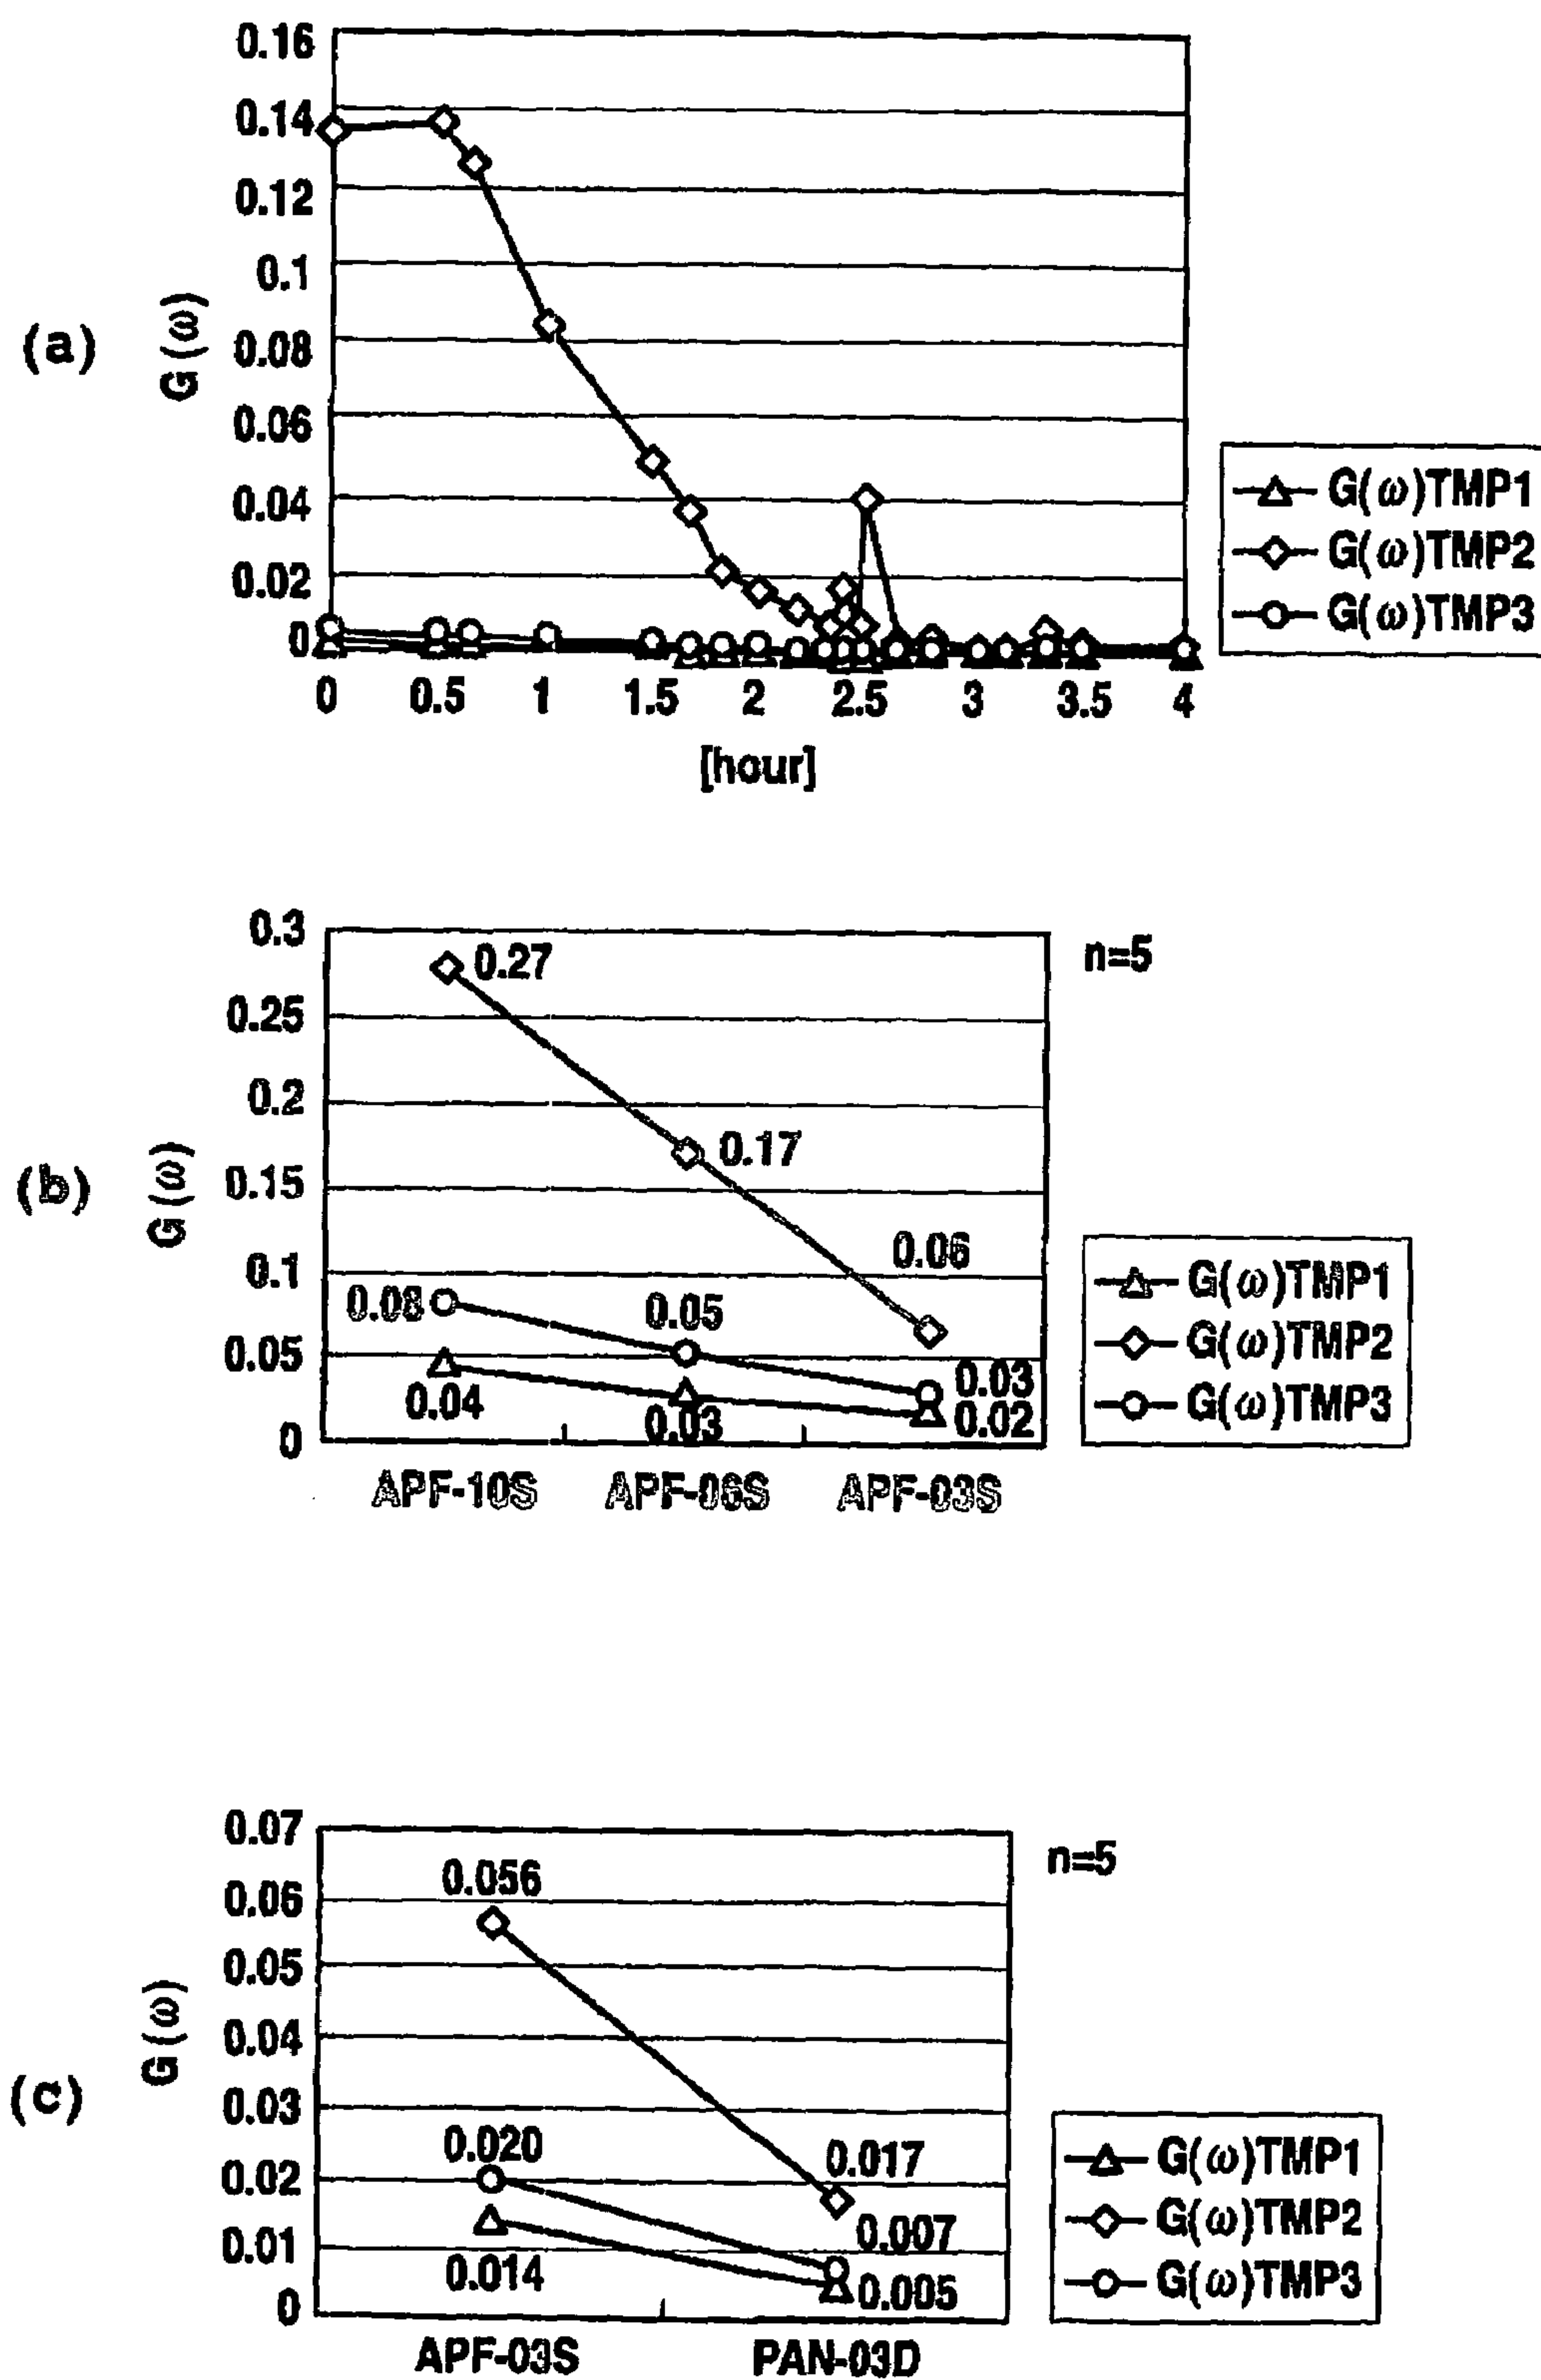 (a)
G(ω)
0.16
0.14
0.12
0.1
0.08
0.06
0.04
0.02
0
0 0.5 1 1.5 2 2.5 3 3.5 4
[hour]
G(ω)TMP1
G(ω)TMP2
G(ω)TMP3
(b)
G(ω)
0.3
0.25
0.2
0.15
0.1
0.05
0
n=5
0.27
0.17
0.06
0.08
0.05
0.03
0.04
0.03
0.02
APF-10S APF-06S APF-03S
G(ω)TMP1
G(ω)TMP2
G(ω)TMP3
(c)
G(ω)
0.07
0.06
0.05
0.04
0.03
0.02
0.01
0
n=5
0.056
0.020
0.017
0.007
0.014
0.005
APF-03S PAN-03D
G(ω)TMP1
G(ω)TMP2
G(ω)TMP3